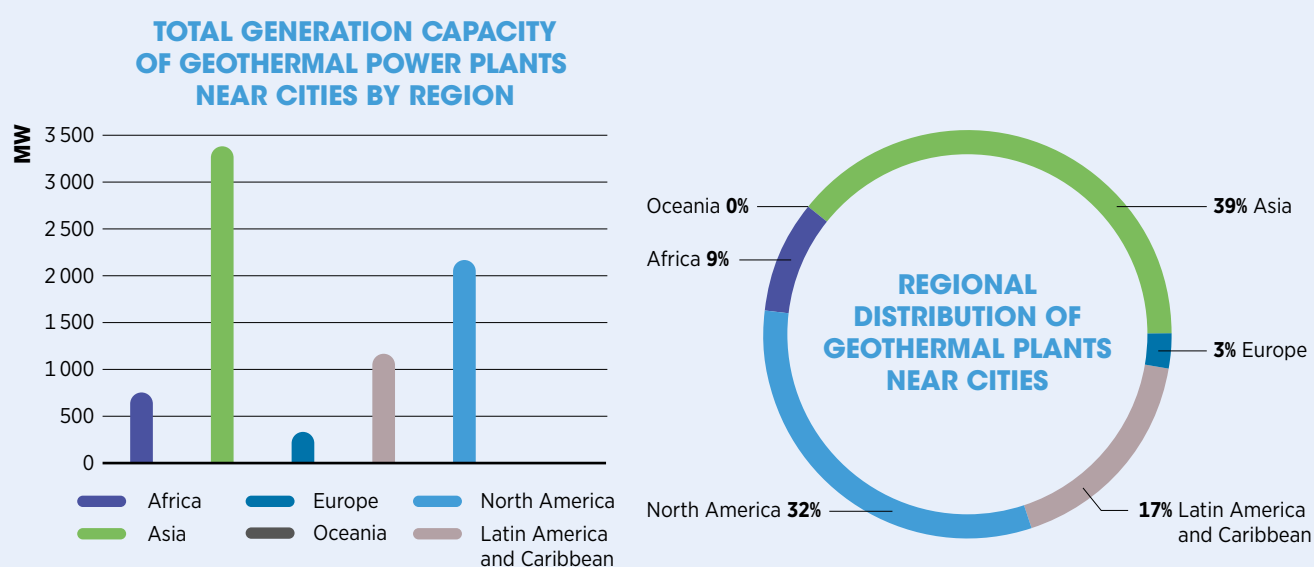 TOTAL GENERATION CAPACITY
OF GEOTHERMAL POWER PLANTS
NEAR CITIES BY REGION
MW
3 500
3 000
2 500
2 000
1 500
1 000
500
0
Africa
Europe
North America
Asia
Oceania
Latin America
and Caribbean
REGIONAL
DISTRIBUTION OF
GEOTHERMAL PLANTS
NEAR CITIES
Oceania 0%
39% Asia
Africa 9%
3% Europe
North America 32%
17% Latin America
and Caribbean